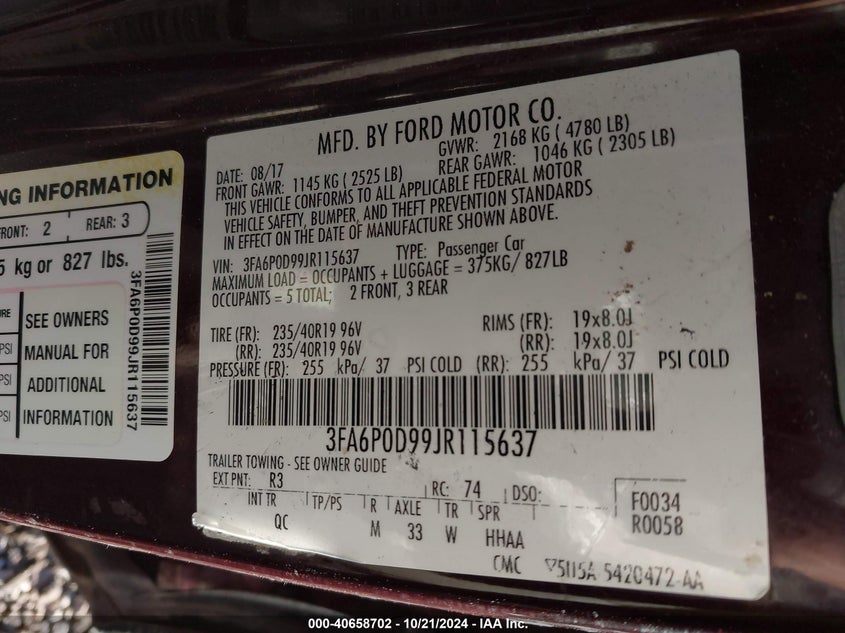 NG INFORMATION
FRONT: 2 REAR: 3
5 kg or 827 lbs.
SEE OWNERS
PSI MANUAL FOR
PSI ADDITIONAL
PSI INFORMATION
3FA6P0D99JR115637
MFD. BY FORD MOTOR CO.
DATE: 08/17 GVWR: 2168 KG ( 4780 LB)
FRONT GAWR: 1145 KG ( 2525 LB) REAR GAWR: 1046 KG ( 2305 LB)
THIS VEHICLE CONFORMS TO ALL APPLICABLE FEDERAL MOTOR
VEHICLE SAFETY, BUMPER, AND THEFT PREVENTION STANDARDS
IN EFFECT ON THE DATE OF MANUFACTURE SHOWN ABOVE.
VIN: 3FA6P0D99JR115637 TYPE: Passenger Car
MAXIMUM LOAD = OCCUPANTS + LUGGAGE = 375KG/ 827LB
OCCUPANTS = 5 TOTAL; 2 FRONT, 3 REAR
TIRE (FR): 235/40R19 96V RIMS (FR): 19x8.0J
(RR): 235/40R19 96V (RR): 19x8.0J
PRESSURE (FR): 255 kPa/ 37 PSI COLD (RR): 255 kPa/ 37 PSI COLD
3FA6P0D99JR115637
TRAILER TOWING - SEE OWNER GUIDE
EXT PNT: R3 RC: 74 DSO: F0034
INT TR TP/PS R AXLE TR SPR R0058
QC M 33 W HHAA
CMC 5420472-AA
000-40658702 - 10/21/2024 - IAA Inc.